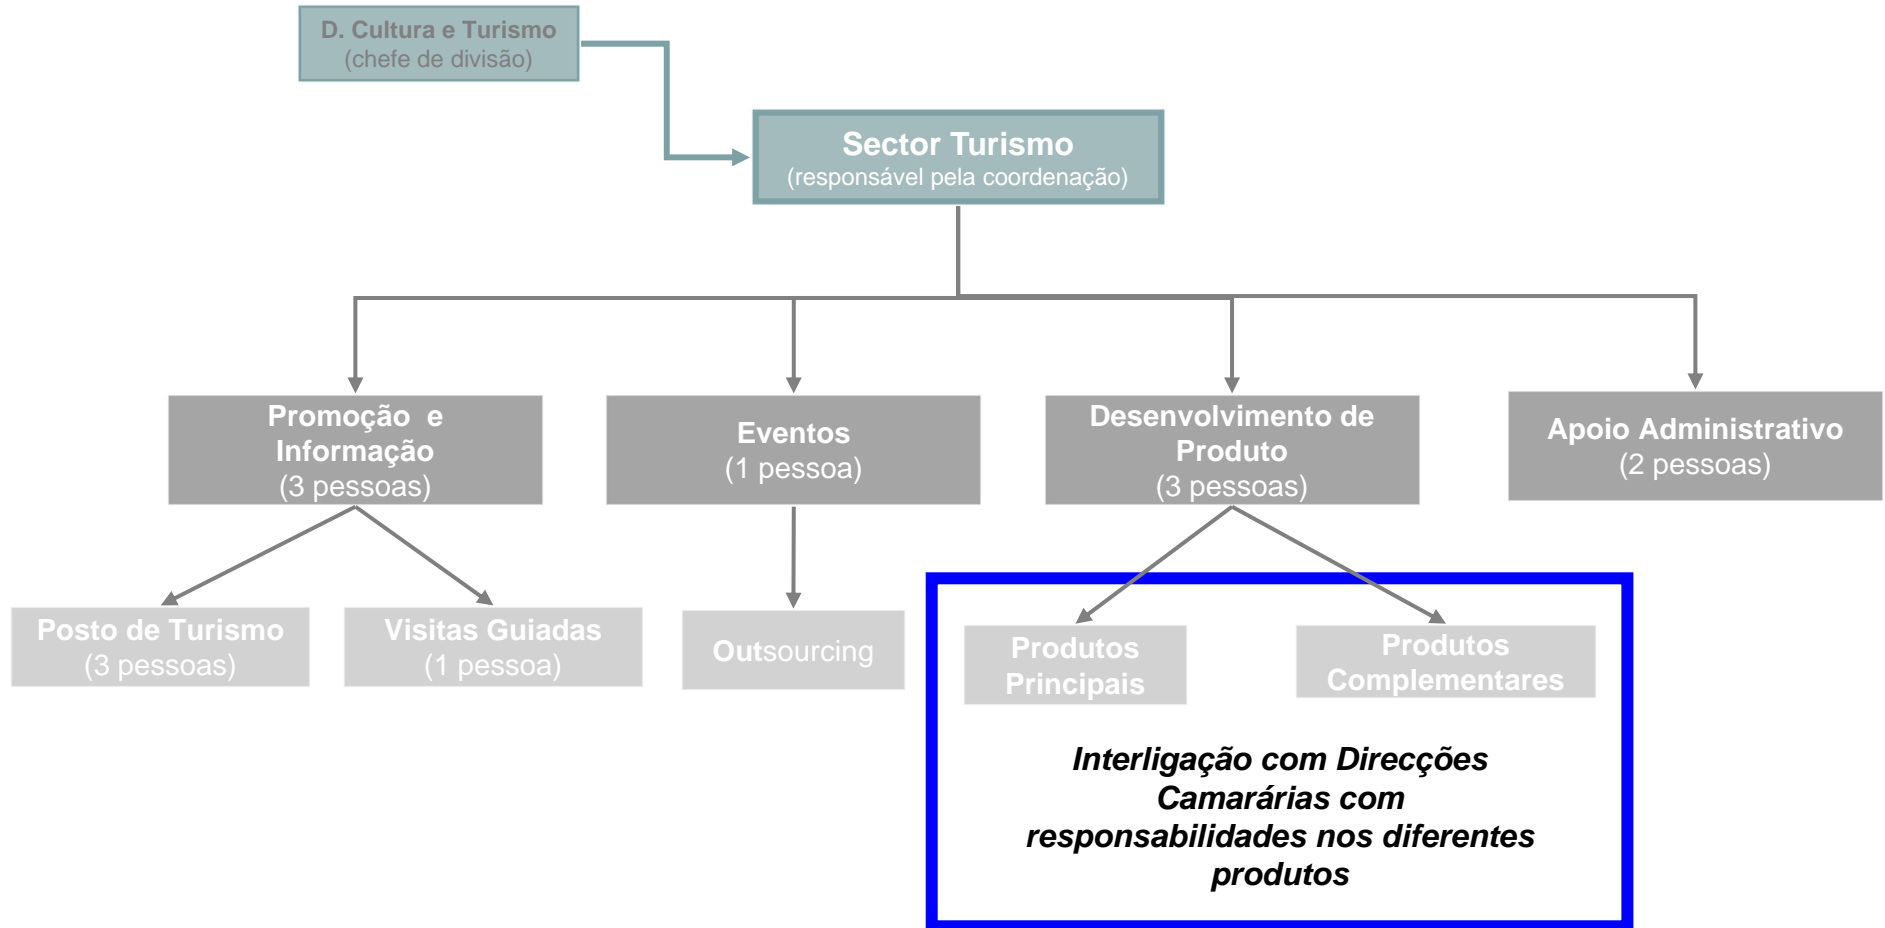 D. Cultura e Turismo
(chefe de divisão)
Sector Turismo
(responsável pela coordenação)
Promoção e
Informação
(3 pessoas)
Eventos
(1 pessoa)
Desenvolvimento de
Produto
(3 pessoas)
Apoio Administrativo
(2 pessoas)
Posto de Turismo
(3 pessoas)
Visitas Guiadas
(1 pessoa)
Outsourcing
Produtos
Principais
Produtos
Complementares
Interligação com Direcções
Camarárias com
responsabilidades nos diferentes
produtos